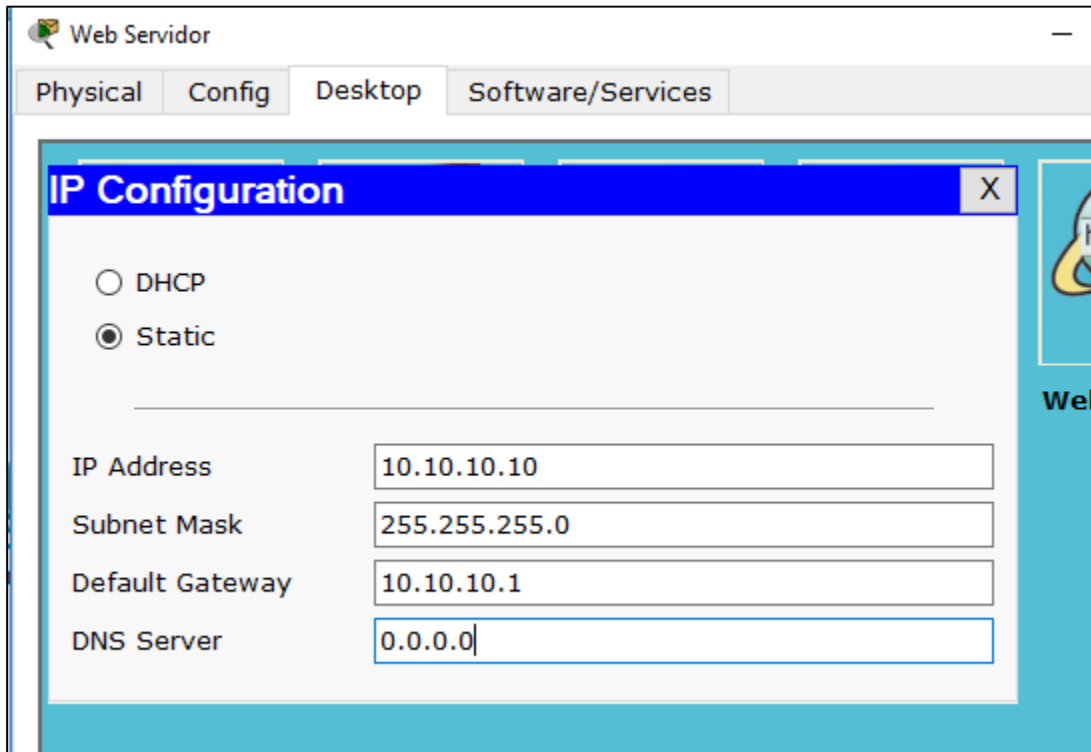 Web Servidor
Physical Config Desktop Software/Services
IP Configuration X
DHCP
Static
IP Address 10.10.10.10
Subnet Mask 255.255.255.0
Default Gateway 10.10.10.1
DNS Server 0.0.0.0